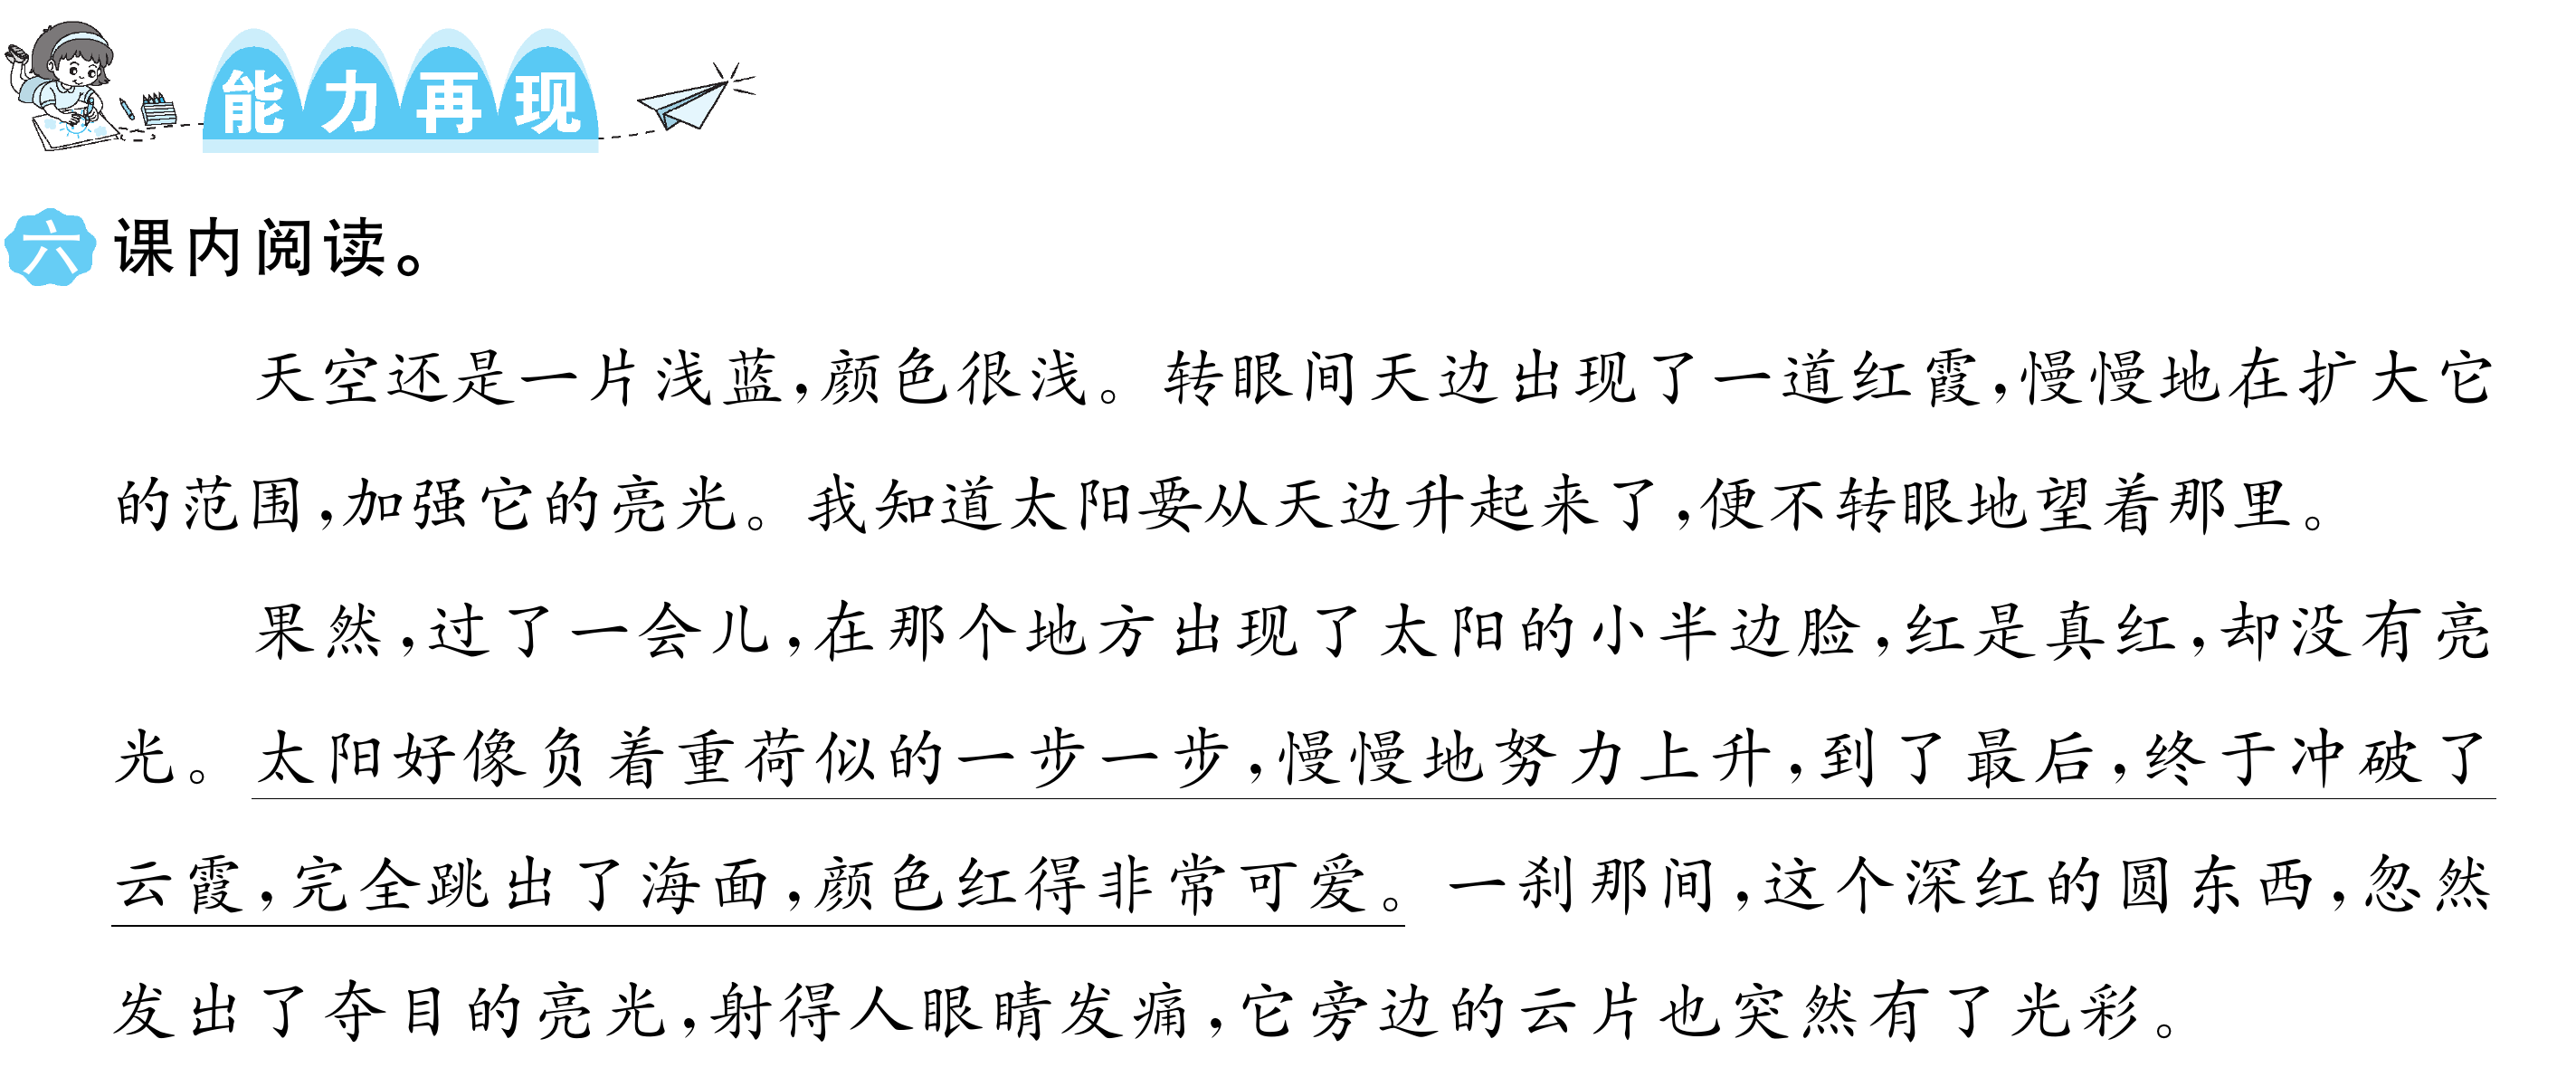 能力再现
六 课内阅读。
天空还是一片浅蓝，颜色很浅。转眼间天边出现了一道红霞，慢慢地在扩大它
的范围，加强它的亮光。我知道太阳要从天边升起来了，便不转眼地望着那里。
果然，过了一会儿，在那个地方出现了太阳的小半边脸，红是真红，却没有亮
光。太阳好像负着重荷似的一步一步，慢慢地努力上升，到了最后，终于冲破了
云霞，完全跳出了海面，颜色红得非常可爱。一刹那间，这个深红的圆东西，忽然
发出了夺目的亮光，射得人眼睛发痛，它旁边的云片也突然有了光彩。